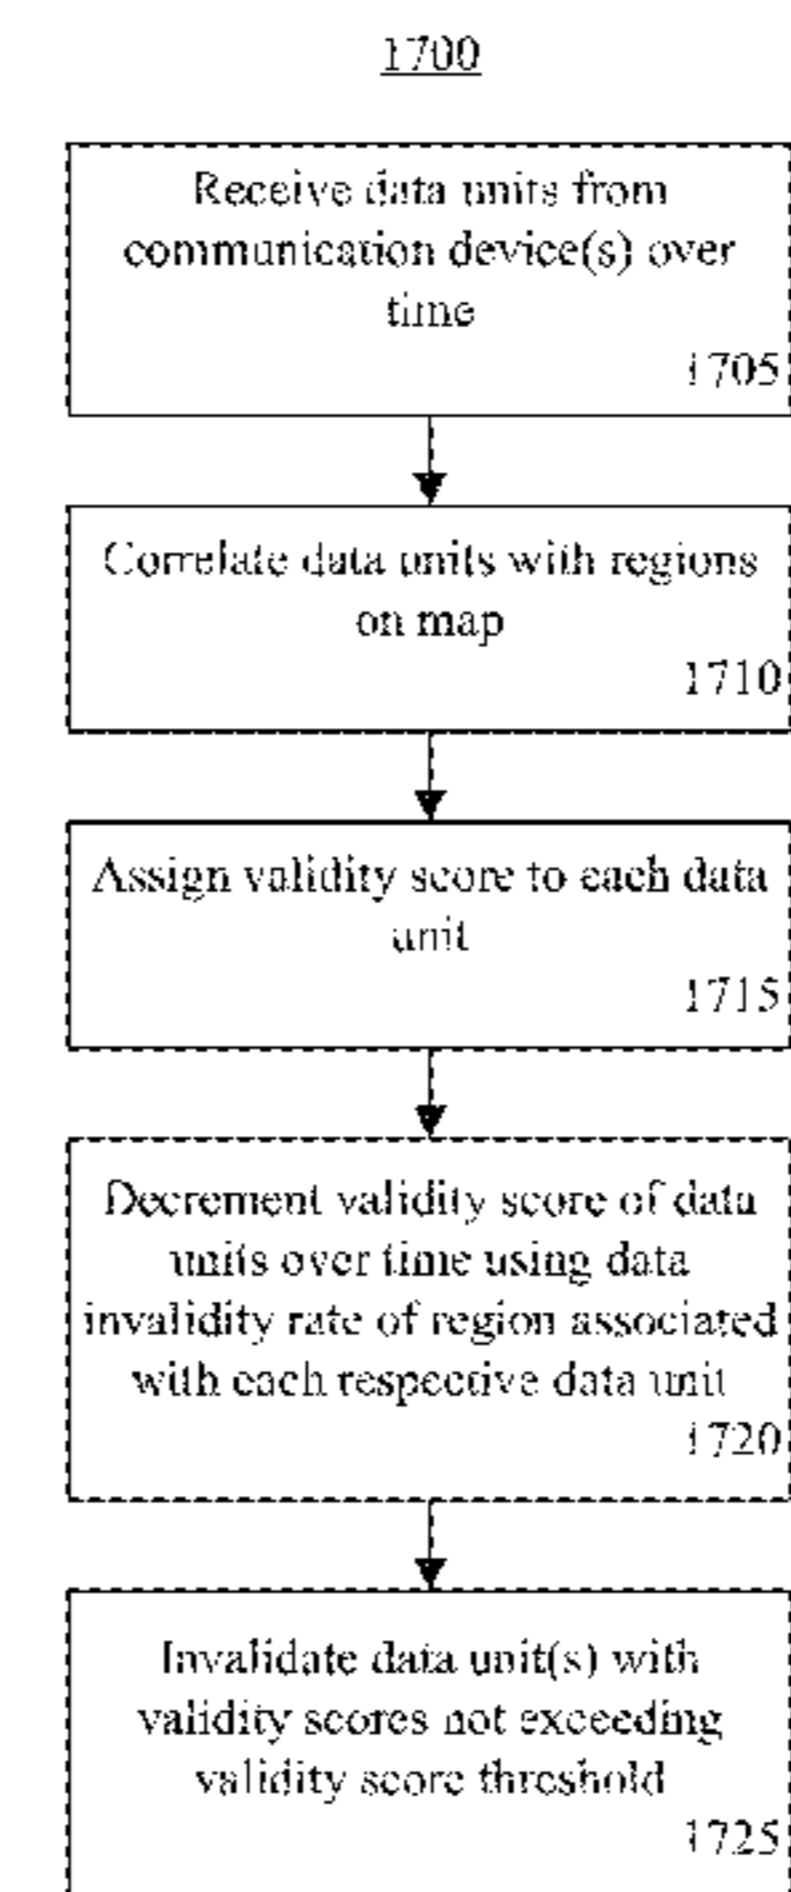 1700
Receive data units from
communication device(s) over
time
1705
Correlate data units with regions
on map
1710
Assign validity score to each data
unit
1715
Decrement validity score of data
units over time using data
invalidity rate of region associated
with each respective data unit
1720
Invalidate data unit(s) with
validity scores not exceeding
validity score threshold
1725